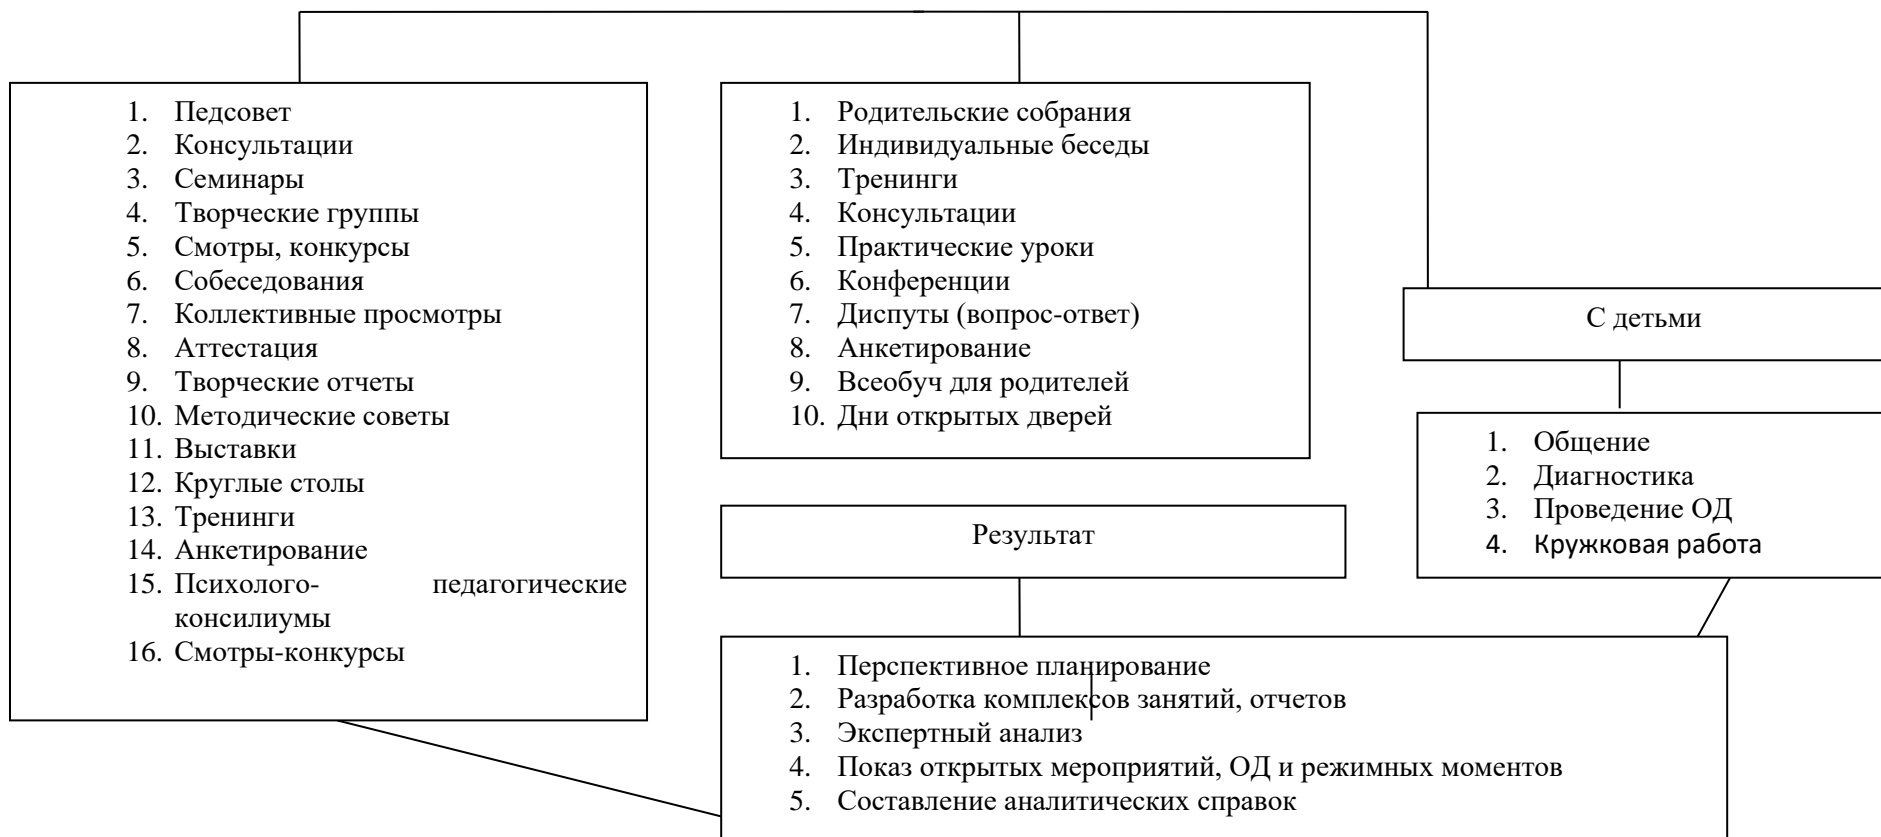 1. Педсовет
2. Консультации
3. Семинары
4. Творческие группы
5. Смотры, конкурсы
6. Собеседования
7. Коллективные просмотры
8. Аттестация
9. Творческие отчеты
10. Методические советы
11. Выставки
12. Круглые столы
13. Тренинги
14. Анкетирование
15. Психолого- педагогические
консилиумы
16. Смотры-конкурсы
1. Родительские собрания
2. Индивидуальные беседы
3. Тренинги
4. Консультации
5. Практические уроки
6. Конференции
7. Диспуты (вопрос-ответ)
8. Анкетирование
9. Всеобуч для родителей
10. Дни открытых дверей
С детьми
1. Общение
2. Диагностика
3. Проведение ОД
4. Кружковая работа
Результат
1. Перспективное планирование
2. Разработка комплексов занятий, отчетов
3. Экспертный анализ
4. Показ открытых мероприятий, ОД и режимных моментов
5. Составление аналитических справок